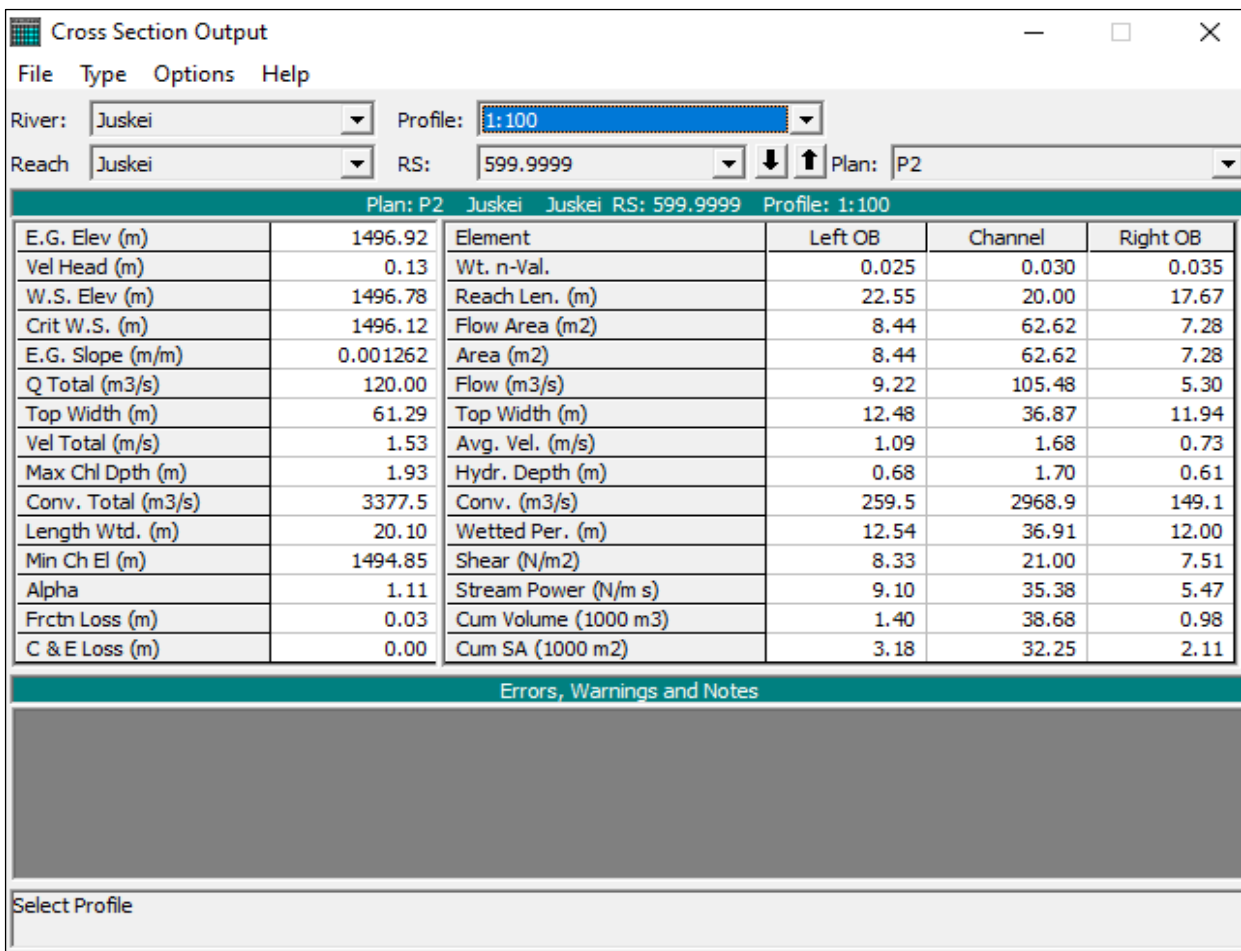 Cross Section Output
File Type Options Help
River: Juskei Profile: 1:100
Reach Juskei RS: 599.9999 Plan: P2
Plan: P2 Juskei Juskei RS: 599.9999 Profile: 1:100
E.G. Elev (m) 1496.92 Element Left OB Channel Right OB
Vel Head (m) 0.13 Wt. n-Val. 0.025 0.030 0.035
W.S. Elev (m) 1496.78 Reach Len. (m) 22.55 20.00 17.67
Crit W.S. (m) 1496.12 Flow Area (m2) 8.44 62.62 7.28
E.G. Slope (m/m) 0.001262 Area (m2) 8.44 62.62 7.28
Q Total (m3/s) 120.00 Flow (m3/s) 9.22 105.48 5.30
Top Width (m) 61.29 Top Width (m) 12.48 36.87 11.94
Vel Total (m/s) 1.53 Avg. Vel. (m/s) 1.09 1.68 0.73
Max Chl Dpth (m) 1.93 Hydr. Depth (m) 0.68 1.70 0.61
Conv. Total (m3/s) 3377.5 Conv. (m3/s) 259.5 2968.9 149.1
Length Wtd. (m) 20.10 Wetted Per. (m) 12.54 36.91 12.00
Min Ch El (m) 1494.85 Shear (N/m2) 8.33 21.00 7.51
Alpha 1.11 Stream Power (N/m s) 9.10 35.38 5.47
Frctn Loss (m) 0.03 Cum Volume (1000 m3) 1.40 38.68 0.98
C & E Loss (m) 0.00 Cum SA (1000 m2) 3.18 32.25 2.11
Errors, Warnings and Notes
Select Profile